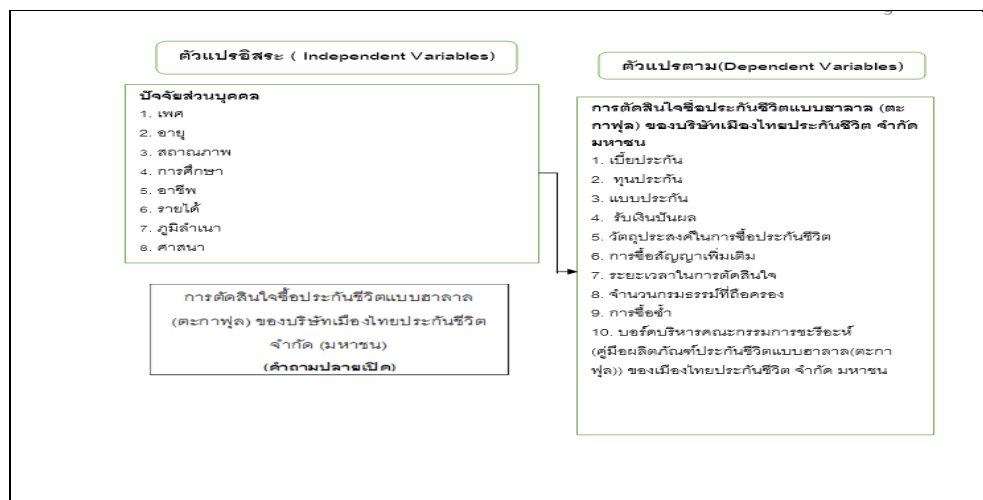 ตัวแปรอิสระ ( Independent Variables)
ปัจจัยส่วนบุคคล
1. เพศ
2. อายุ
3. สถานภาพ
4. การศึกษา
5. อาชีพ
6. รายได้
7. ภูมิลำเนา
8. ศาสนา
การตัดสินใจซื้อประกันชีวิตแบบฮาลาล
(ตะกาฟุล) ของบริษัทเมืองไทยประกันชีวิต
จำกัด (มหาชน)
(คำถามปลายเปิด)
ตัวแปรตาม(Dependent Variables)
การตัดสินใจซื้อประกันชีวิตแบบฮาลาล (ตะ
กาฟุล) ของบริษัทเมืองไทยประกันชีวิต จำกัด
มหาชน
1. เบี้ยประกัน
2. ทุนประกัน
3. แบบประกัน
4. รับเงินปันผล
5. วัตถุประสงค์ในการซื้อประกันชีวิต
6. การซื้อสัญญาเพิ่มเติม
7. ระยะเวลาในการตัดสินใจ
8. จำนวนกรมธรรม์ที่ถือครอง
9. การซื้อซ้ำ
10. บอร์ดบริหารคณะกรรมการชะรีอะห์
(คู่มือผลิตภัณฑ์ประกันชีวิตแบบฮาลาล(ตะกา
ฟุล)) ของเมืองไทยประกันชีวิต จำกัด มหาชน